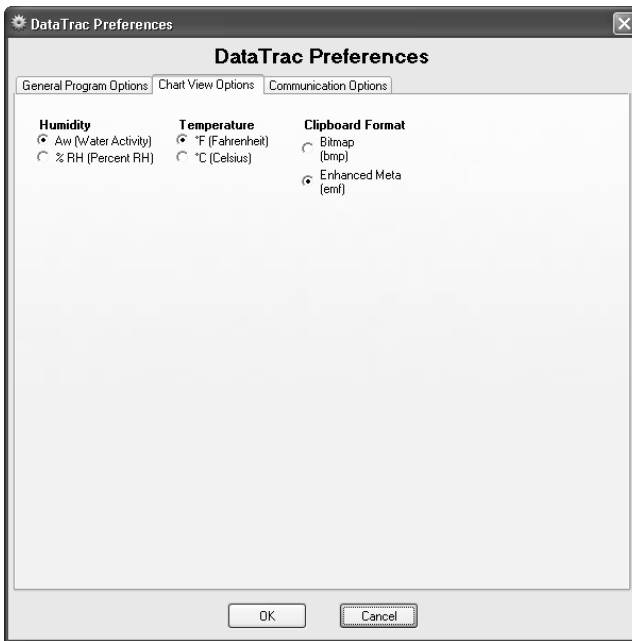 DataTrac Preferences
DataTrac Preferences
General Program Options Chart View Options Communication Options
Humidity Temperature Clipboard Format
Aw (Water Activity) °F (Fahrenheit) Bitmap
(bmp)
% RH (Percent RH) °C (Celsius) Enhanced Meta
(emf)
OK Cancel